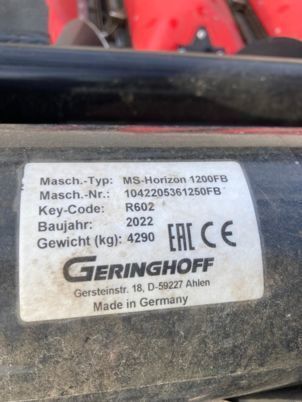 Masch.-Typ: MS-Horizon 1200FB
Masch.-Nr.: 1042205361250FB
Key-Code: R602
Baujahr: 2022
Gewicht (kg): 4290 EAC CE
GERINGHOFF
Gersteinstr. 18, D-59227 Ahlen
Made in Germany